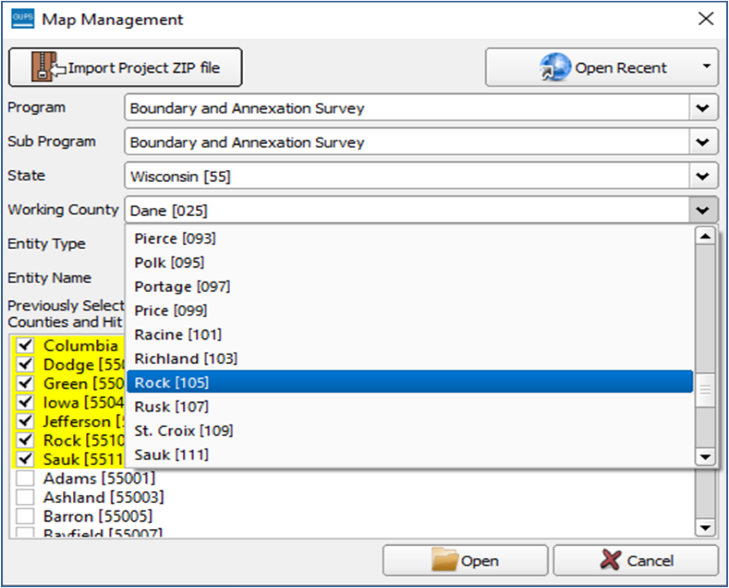 GUPS Map Management
Import Project ZIP file
Open Recent
Program Boundary and Annexation Survey
Sub Program Boundary and Annexation Survey
State Wisconsin [55]
Working County Dane [025]
Entity Type
Entity Name
Pierce [093]
Polk [095]
Portage [097]
Price [099]
Racine [101]
Richland [103]
Rock [105]
Rusk [107]
St. Croix [109]
Sauk [111]
Previously Select
Counties and Hit
Columbia
Dodge [550
Green [550
Iowa [5504
Jefferson [
Rock [5510
Sauk [5511
Adams [55001]
Ashland [55003]
Barron [55005]
Bayfield [55007]
Open
Cancel